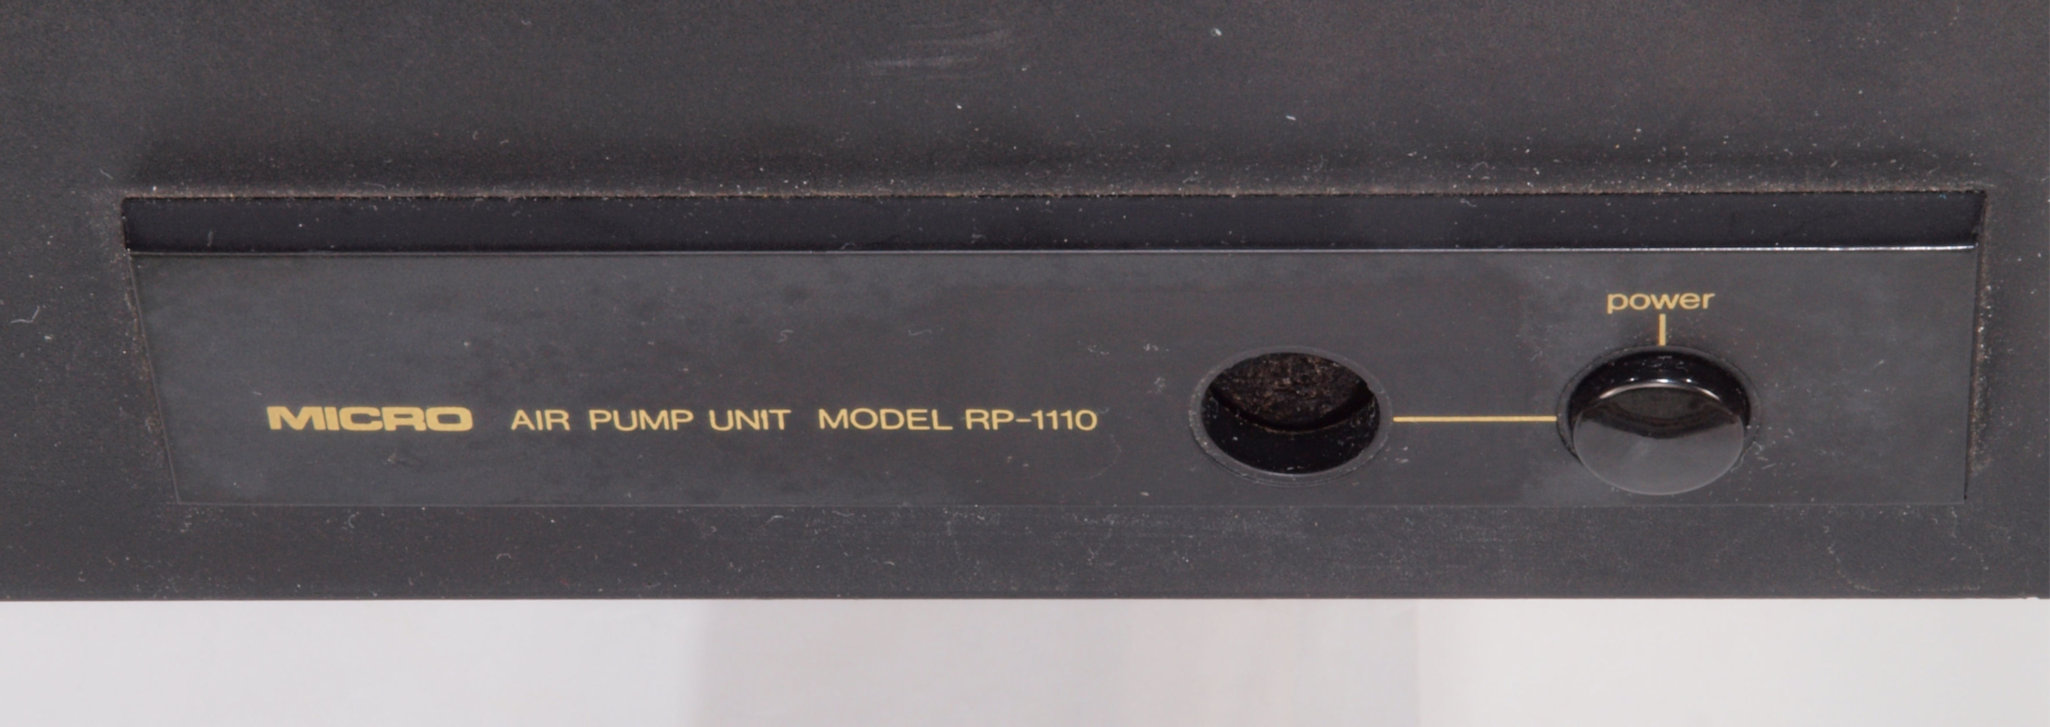 power
MICRO AIR PUMP UNIT MODEL RP-1110